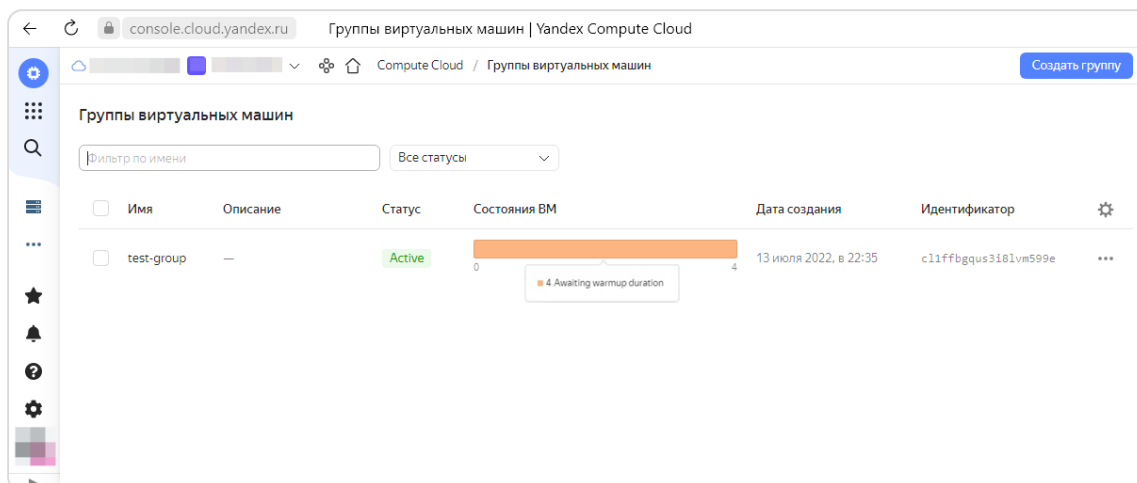 console.cloud.yandex.ru Группы виртуальных машин | Yandex Compute Cloud
Compute Cloud / Группы виртуальных машин Создать группу
Группы виртуальных машин
Фильтр по имени Все статусы
Имя Описание Статус Состояния ВМ Дата создания Идентификатор
test-group — Active 13 июля 2022, в 22:35 cl1ffbgqus3i8lvm599e
0 4
4 Awaiting warmup duration